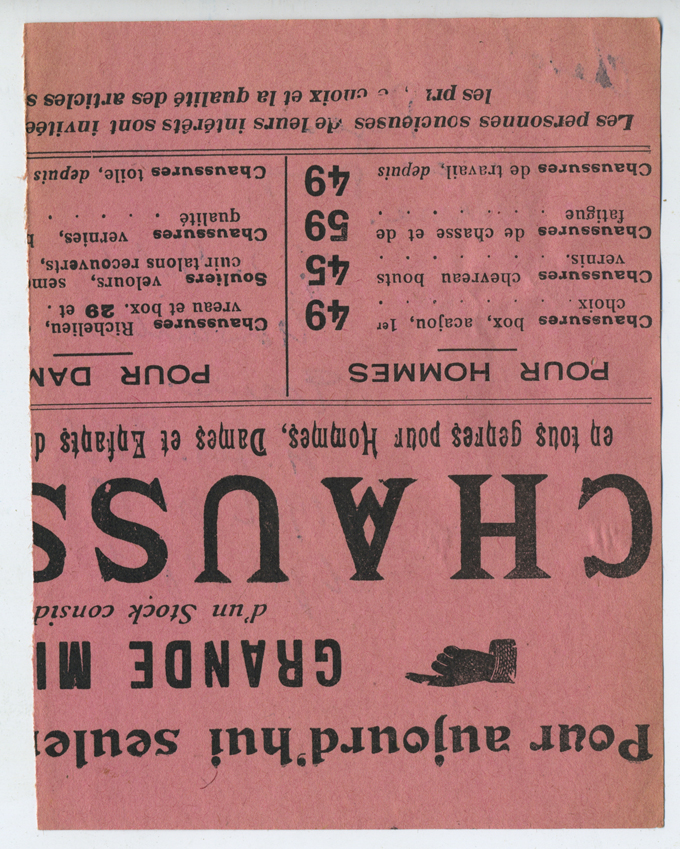 Pour aujourd'hui seule
GRANDE MI
d'un Stock consid
CHAUSS
en tous genres pour Hommes, Dames et Enfants d
POUR HOMMES
Chaussures box, acajou, 1er
choix . . . . . . . . 49
Chaussures chevreau bouts
vernis. . . . . . . . 45
Chaussures de chasse et de
fatigue . . . . . . . 59
Chaussures de travail, depuis 49
POUR DAM
Chaussures Richelieu,
vreau et box. 29 et .
Souliers velours, sem
cuir, talons recouverts,
Chaussures vernies,
qualité . . . . .
Chaussures toile, depuis
Les personnes soucieuses de leurs intérêts sont invitée
les pri choix et la qualité des articles s